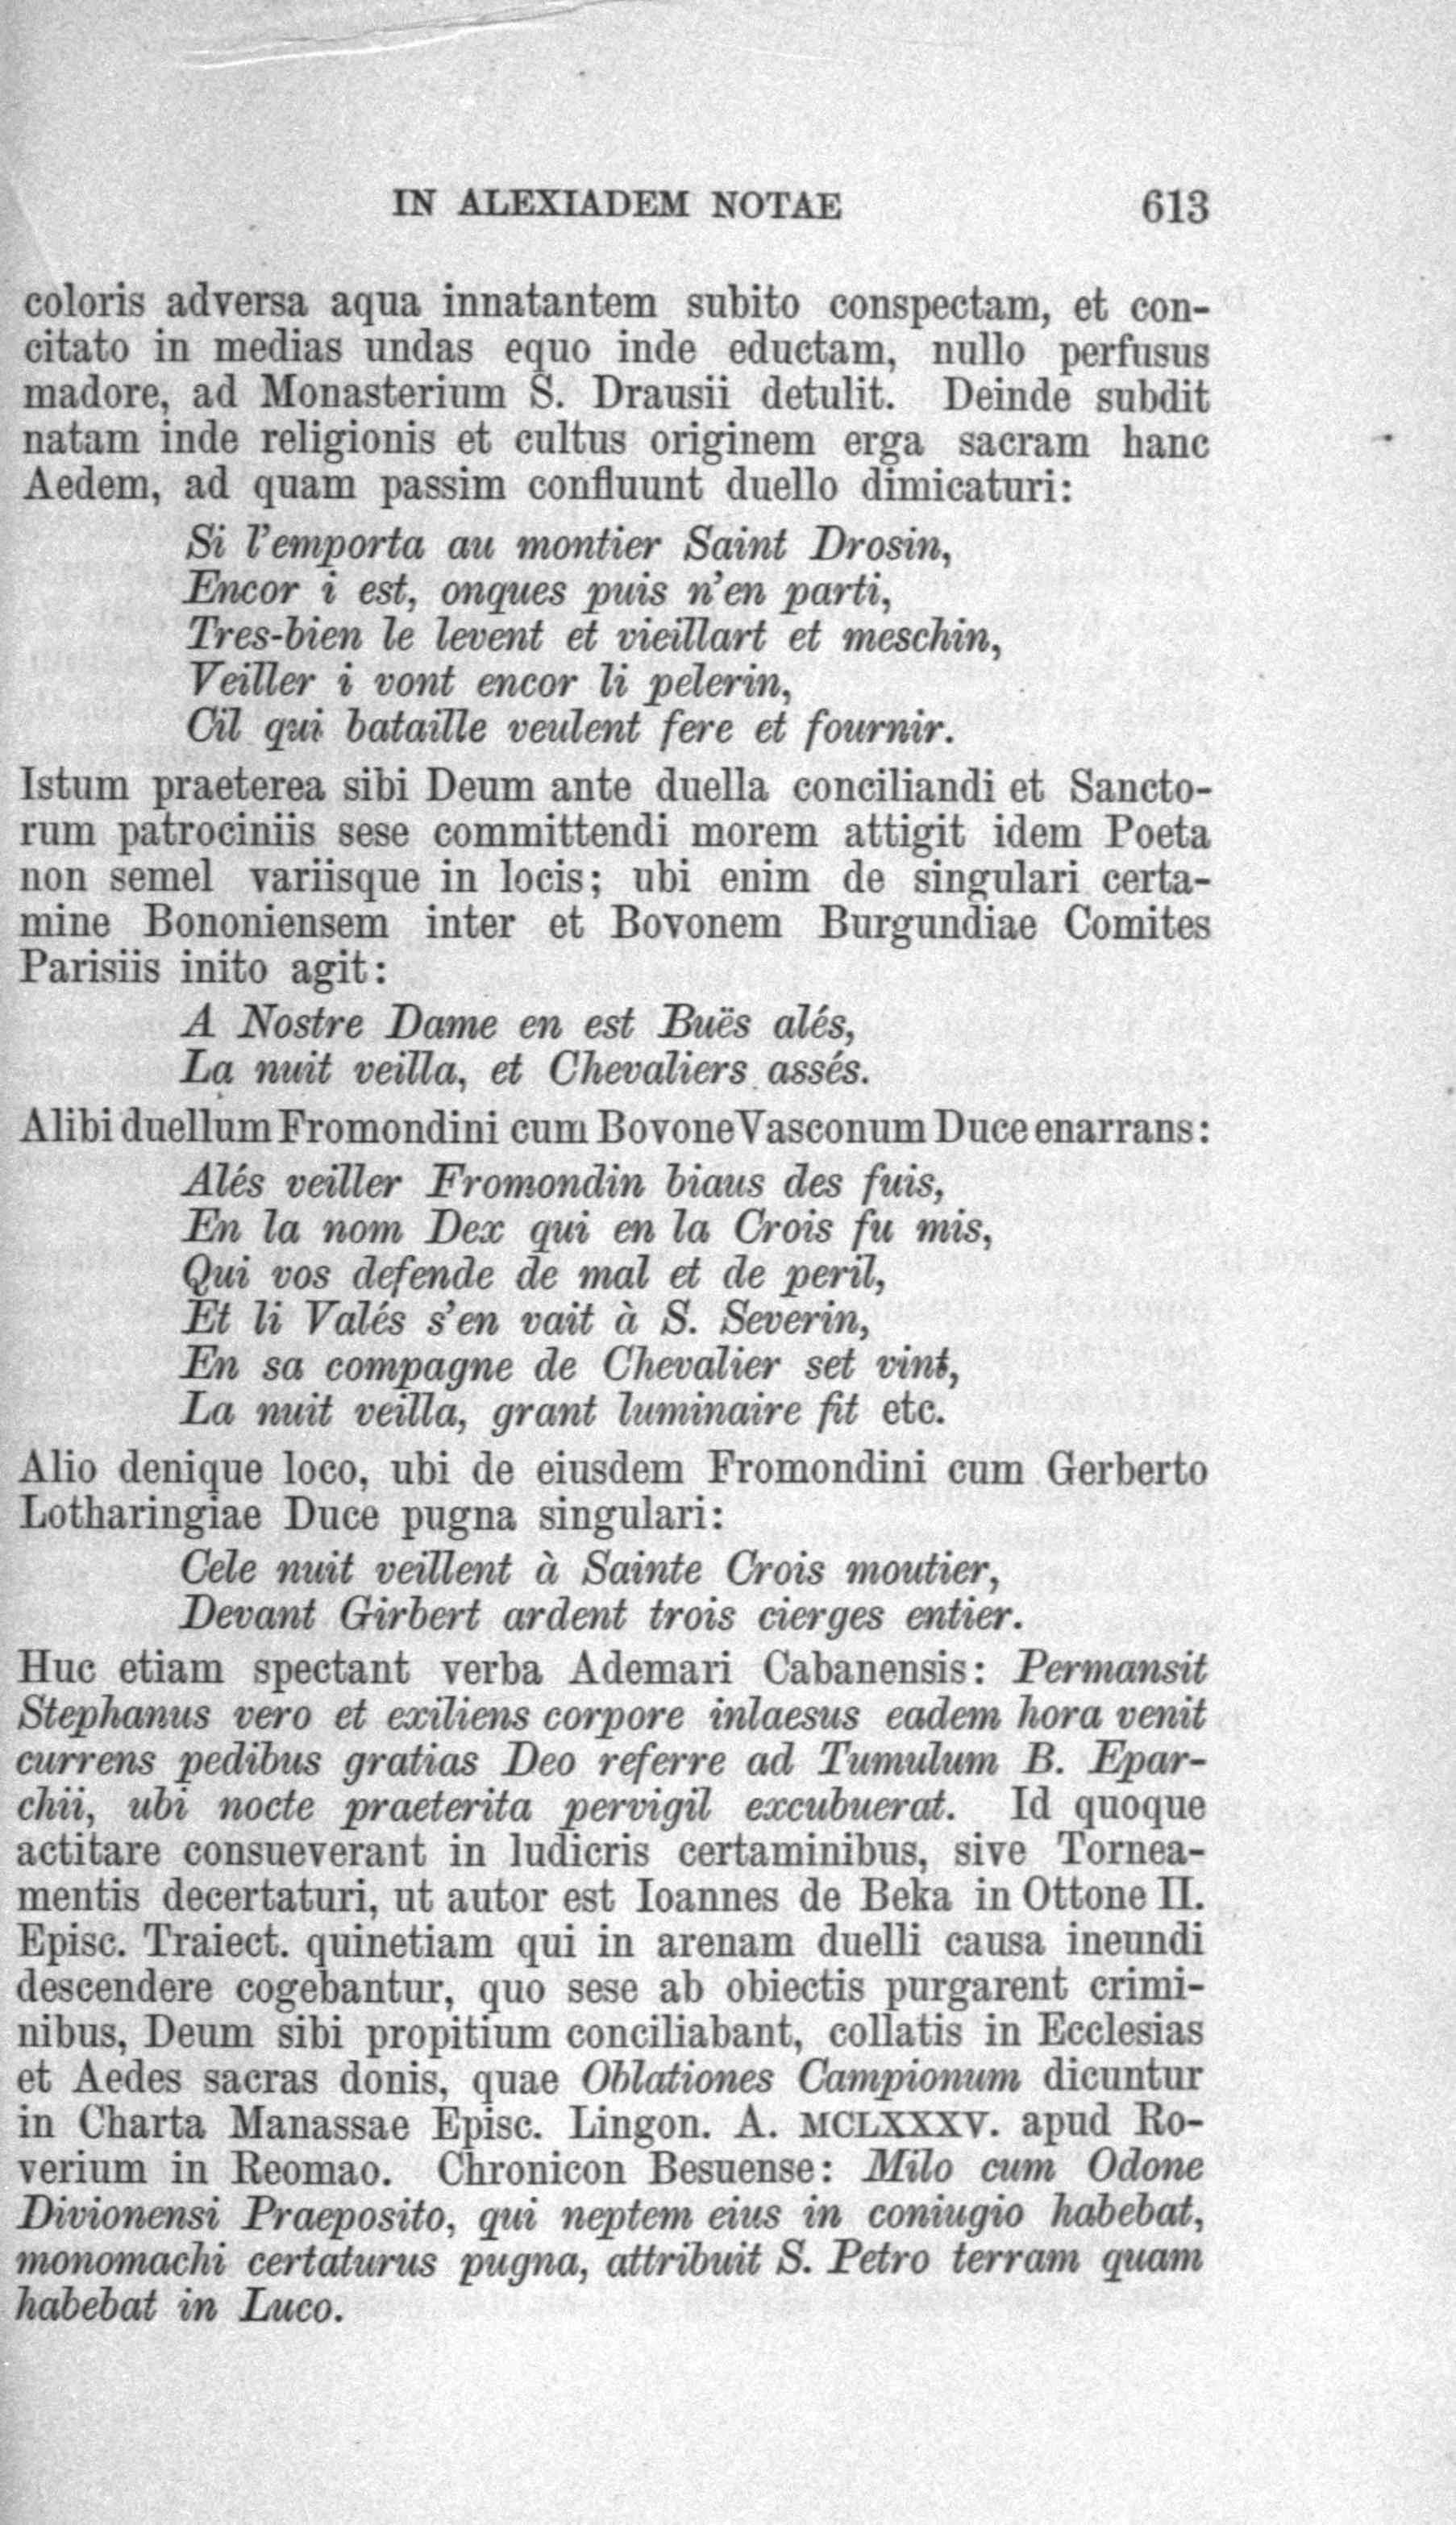 IN ALEXIADEM NOTAE 613
coloris adversa aqua innatantem subito conspectam, et con-
citato in medias undas equo inde eductam, nullo perfusus
madore, ad Monasterium S. Drausii detulit. Deinde subdit
natam inde religionis et cultus originem erga sacram hanc
Aedem, ad quam passim confluunt duello dimicaturi:
Si l'emporta au montier Saint Drosin,
Encor i est, onques puis n'en parti,
Tres-bien le levent et vieillart et meschin,
Veiller i vont encor li pelerin,
Cil qui bataille veulent fere et fournir.
Istum praeterea sibi Deum ante duella conciliandi et Sancto-
rum patrociniis sese committendi morem attigit idem Poeta
non semel variisque in locis; ubi enim de singulari certa-
mine Bononiensem inter et Bovonem Burgundiae Comites
Parisiis inito agit:
A Nostre Dame en est Buës alés,
La nuit veilla, et Chevaliers assés.
Alibi duellum Fromondini cum Bovone Vasconum Duce enarrans:
Alés veiller Fromondin biaus des fuis,
En la nom Dex qui en la Crois fu mis,
Qui vos defende de mal et de peril,
Et li Valés s'en vait à S. Severin,
En sa compagne de Chevalier set vint,
La nuit veilla, grant luminaire fit etc.
Alio denique loco, ubi de eiusdem Fromondini cum Gerberto
Lotharingiae Duce pugna singulari:
Cele nuit veillent à Sainte Crois moutier,
Devant Girbert ardent trois cierges entier.
Huc etiam spectant verba Ademari Cabanensis: Permansit
Stephanus vero et exiliens corpore inlaesus eadem hora venit
currens pedibus gratias Deo referre ad Tumulum B. Epar-
chii, ubi nocte praeterita pervigil excubuerat. Id quoque
actitare consueverant in ludicris certaminibus, sive Tornea-
mentis decertaturi, ut autor est Ioannes de Beka in Ottone II.
Episc. Traiect. quinetiam qui in arenam duelli causa ineundi
descendere cogebantur, quo sese ab obiectis purgarent crimi-
nibus, Deum sibi propitium conciliabant, collatis in Ecclesias
et Aedes sacras donis, quae Oblationes Campionum dicuntur
in Charta Manassae Episc. Lingon. A. MCLXXXV. apud Ro-
verium in Reomao. Chronicon Besuense: Milo cum Odone
Divionensi Praeposito, qui neptem eius in coniugio habebat,
monomachi certaturus pugna, attribuit S. Petro terram quam
habebat in Luco.